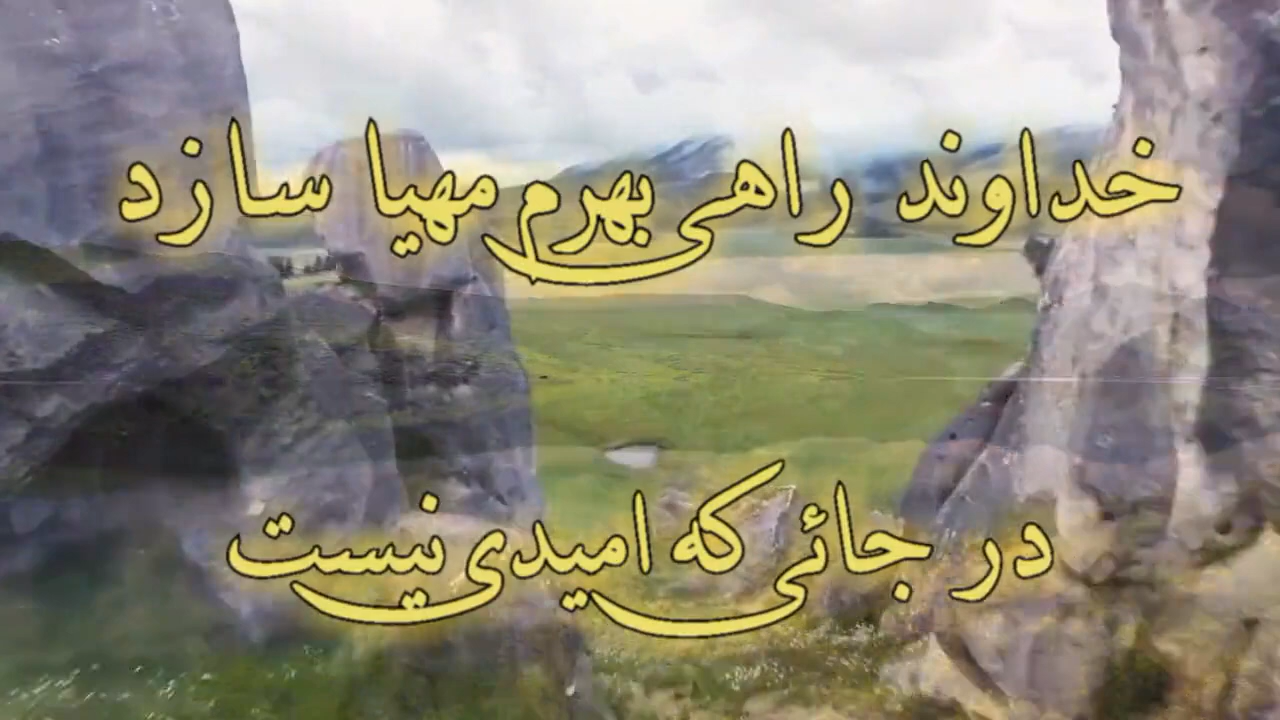 خداوند راهی بهرم مهیا سازد
در جائی که امیدی نیست